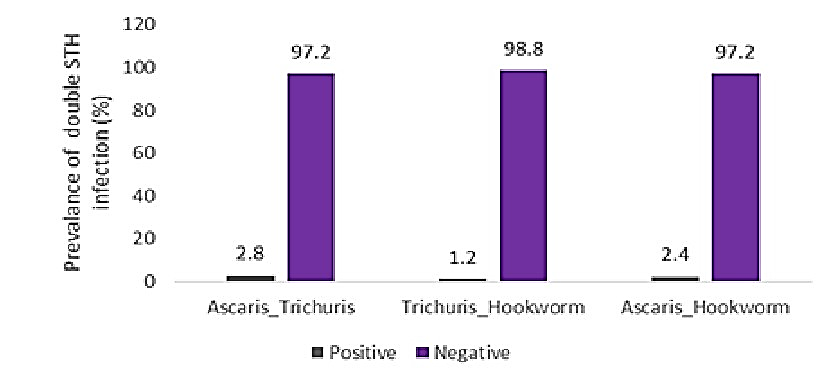 Prevalance of double STH
infection (%)
120
100
80
60
40
20
0
2.8
97.2
1.2
98.8
2.4
97.2
Ascaris_Trichuris
Trichuris_Hookworm
Ascaris_Hookworm
Positive
Negative